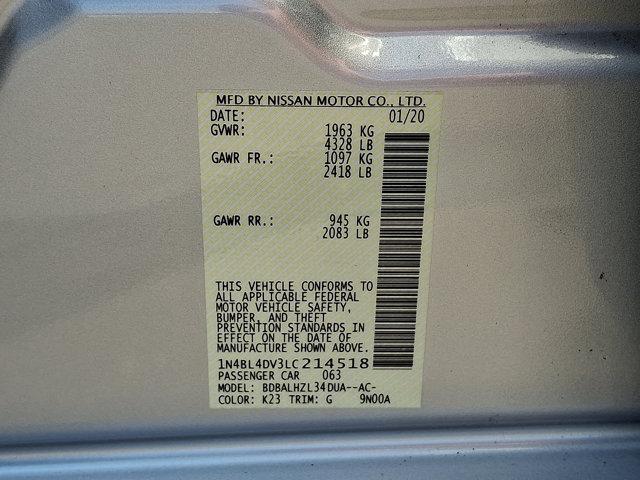 MFD BY NISSAN MOTOR CO., LTD.
DATE: 01/20
GVWR: 1963 KG
4328 LB
GAWR FR.: 1097 KG
2418 LB
GAWR RR.: 945 KG
2083 LB
THIS VEHICLE CONFORMS TO
ALL APPLICABLE FEDERAL
MOTOR VEHICLE SAFETY,
BUMPER, AND THEFT
PREVENTION STANDARDS IN
EFFECT ON THE DATE OF
MANUFACTURE SHOWN ABOVE.
1N4BL4DV3LC214518
PASSENGER CAR 063
MODEL: BDBALHZL34DUA--AC-
COLOR: K23 TRIM: G 9N00A